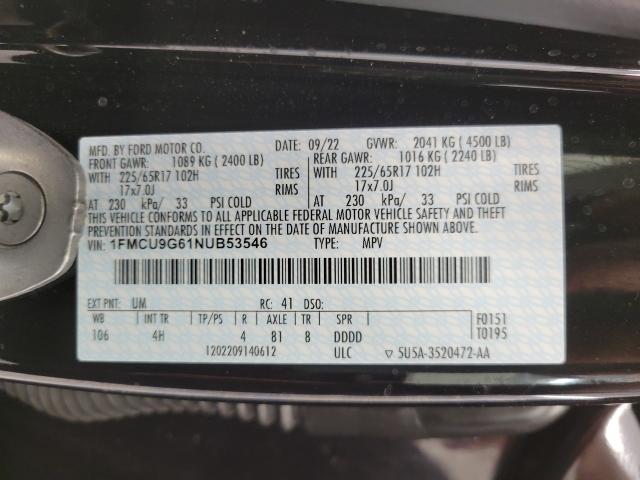 MFD. BY FORD MOTOR CO. DATE: 09/22 GVWR: 2041 KG ( 4500 LB)
FRONT GAWR: 1089 KG ( 2400 LB) REAR GAWR: 1016 KG ( 2240 LB)
WITH 225/65R17 102H TIRES WITH 225/65R17 102H TIRES
17x7.0J RIMS 17x7.0J RIMS
AT 230 kPa/ 33 PSI COLD AT 230 kPa/ 33 PSI COLD
THIS VEHICLE CONFORMS TO ALL APPLICABLE FEDERAL MOTOR VEHICLE SAFETY AND THEFT
PREVENTION STANDARDS IN EFFECT ON THE DATE OF MANUFACTURE SHOWN ABOVE.
VIN: 1FMCU9G61NUB53546 TYPE: MPV
EXT PNT: UM RC: 41 DSO:
WB INT TR TP/PS R AXLE TR SPR F0151
106 4H 4 81 8 DDDD T0195
1202209140612 ULC ▽ 5U5A-3520472-AA